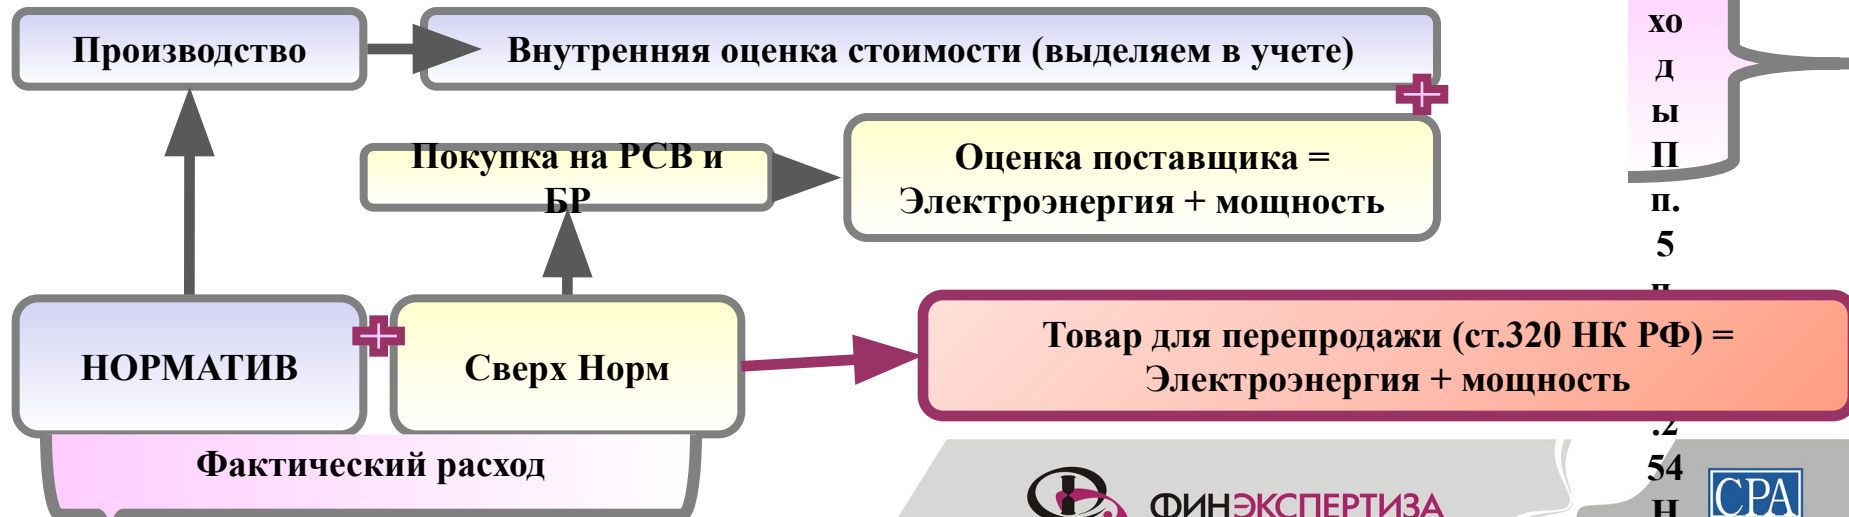 Производство
Внутренняя оценка стоимости (выделяем в учете)
Покупка на РСВ и
БР
Оценка поставщика =
Электроэнергия + мощность
НОРМАТИВ
Сверх Норм
Товар для перепродажи (ст.320 НК РФ) =
Электроэнергия + мощность
Фактический расход
хо
д
ы
П
п.
5
54
Н
ФИНЭКСПЕРТИЗА
CPA